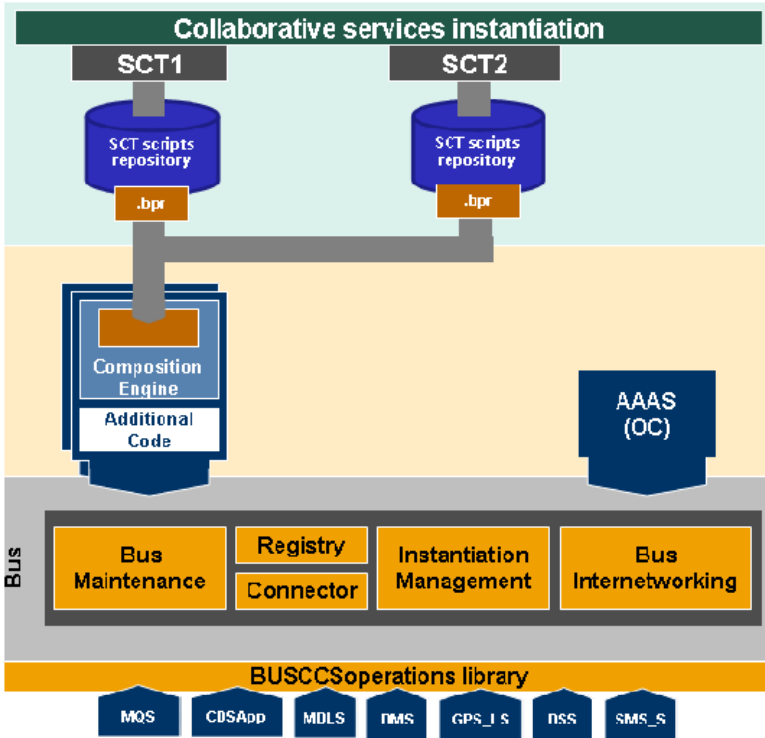 Collaborative services instantiation
SCT1
SCT2
SCT scripts
repository
SCT scripts
repository
.bpr
.bpr
Composition
Engine
Additional
Code
AAAS
(OC)
Bus
Bus
Maintenance
Registry
Connector
Instantiation
Management
Bus
Internetworking
BUSCCSoperations library
MQS
CDSApp
MDLS
DMS
GPS_LS
DSS
SMS_S